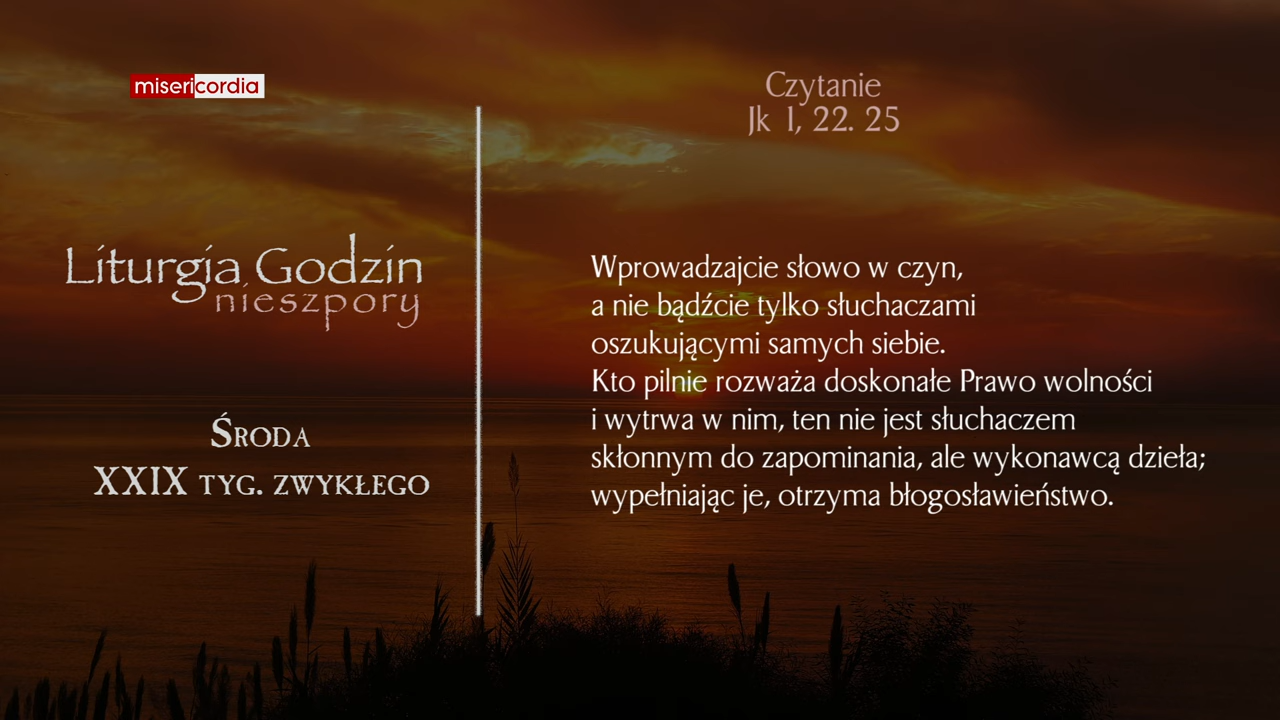 misericordia
Liturgia Godzin
nieszpory
Środa
XXIX tyg. zwykłego
Czytanie
Jk 1, 22. 25
Wprowadzajcie słowo w czyn,
a nie bądźcie tylko słuchaczami
oszukującymi samych siebie.
Kto pilnie rozważa doskonałe Prawo wolności
i wytrwa w nim, ten nie jest słuchaczem
skłonnym do zapominania, ale wykonawcą dzieła;
wypełniając je, otrzyma błogosławieństwo.